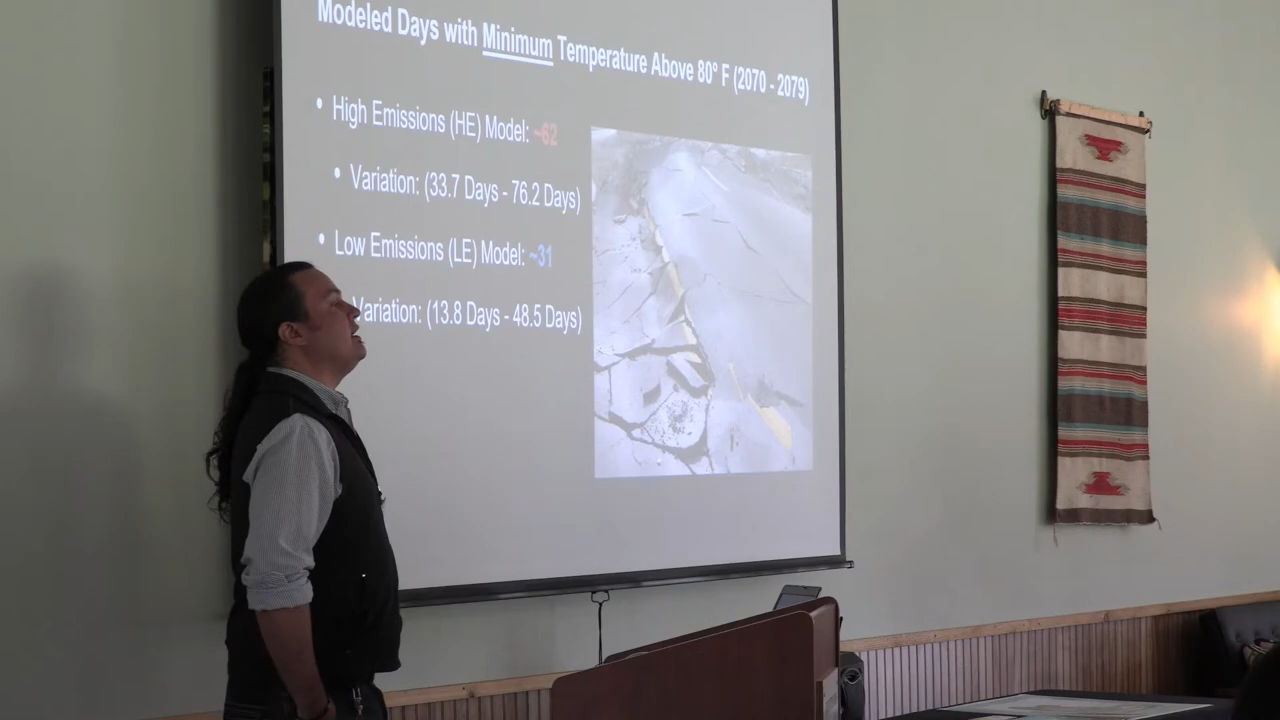 Modeled Days with Minimum Temperature Above 80° F (2070 - 2079)
• High Emissions (HE) Model: ~62
• Variation: (33.7 Days - 76.2 Days)
• Low Emissions (LE) Model: ~31
Variation: (13.8 Days - 48.5 Days)